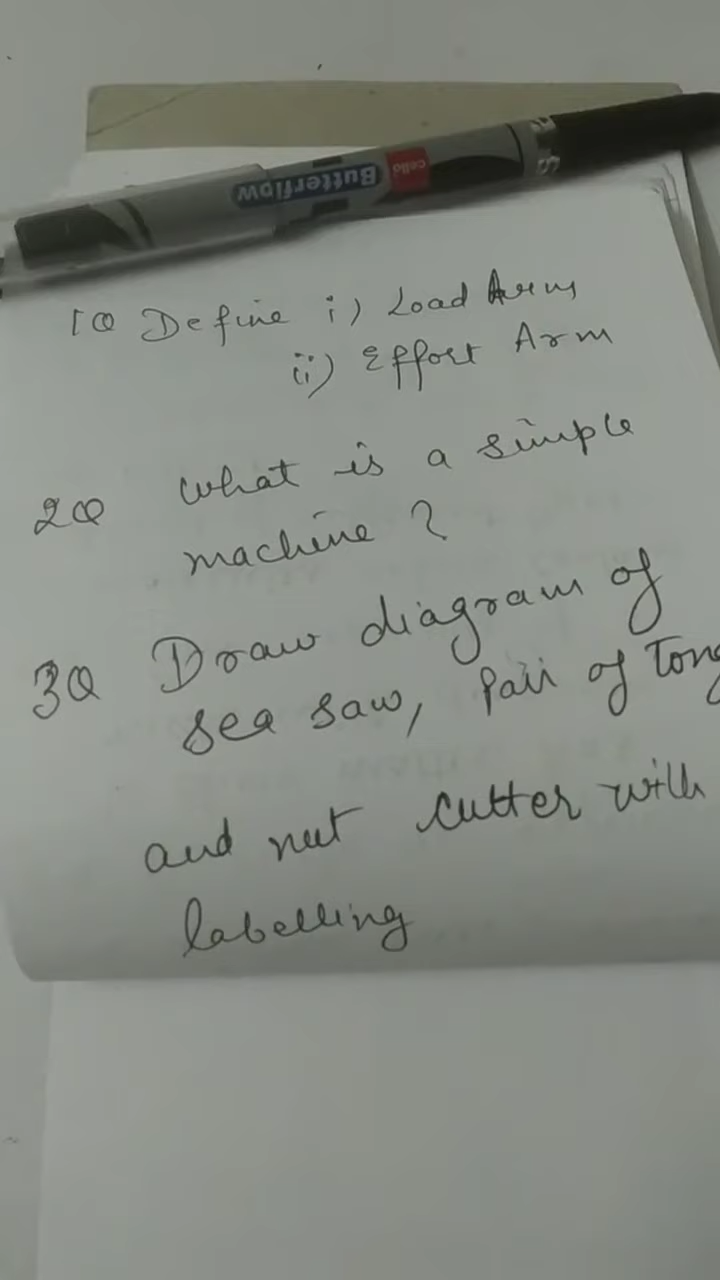 cello
Butterflow
1Q Define i) Load Arm
ii) Effort Arm
2Q What is a simple
machine ?
3Q Draw diagram of
sea saw, Pair of Tong
and nut cutter with
labelling